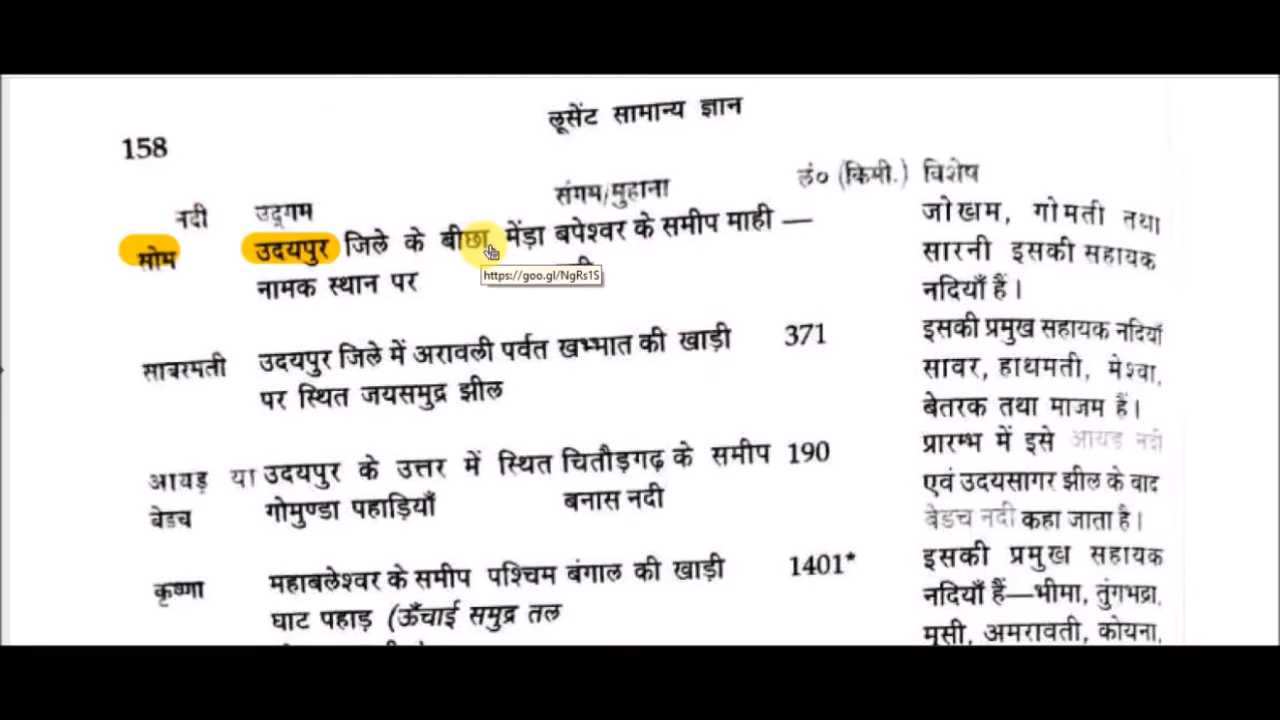 लूसेंट सामान्य ज्ञान
158
नदी उद्गम संगम/मुहाना लं० (किमी.) विशेष
सोम उदयपुर जिले के बीछा मेंड़ा बपेश्वर के समीप माही — जोखम, गोमती तथा
नामक स्थान पर सारनी इसकी सहायक
https://goo.gl/NgRs1S
नदियाँ हैं।
साबरमती उदयपुर जिले में अरावली पर्वत खम्भात की खाड़ी 371 इसकी प्रमुख सहायक नदियाँ
पर स्थित जयसमुद्र झील सावर, हाथमती, मेश्वा,
बेतरक तथा माजम हैं।
आयड़ या उदयपुर के उत्तर में स्थित चितौड़गढ़ के समीप 190 प्रारम्भ में इसे आयड़ नदी
बेडच गोमुण्डा पहाड़ियाँ बनास नदी एवं उदयसागर झील के वाद
बेडच नदी कहा जाता है।
कृष्णा महाबलेश्वर के समीप पश्चिम बंगाल की खाड़ी 1401* इसकी प्रमुख सहायक
घाट पहाड़ (ऊँचाई समुद्र तल नदियाँ हैं—भीमा, तुंगभद्रा,
मूसी, अमरावती, कोयना,